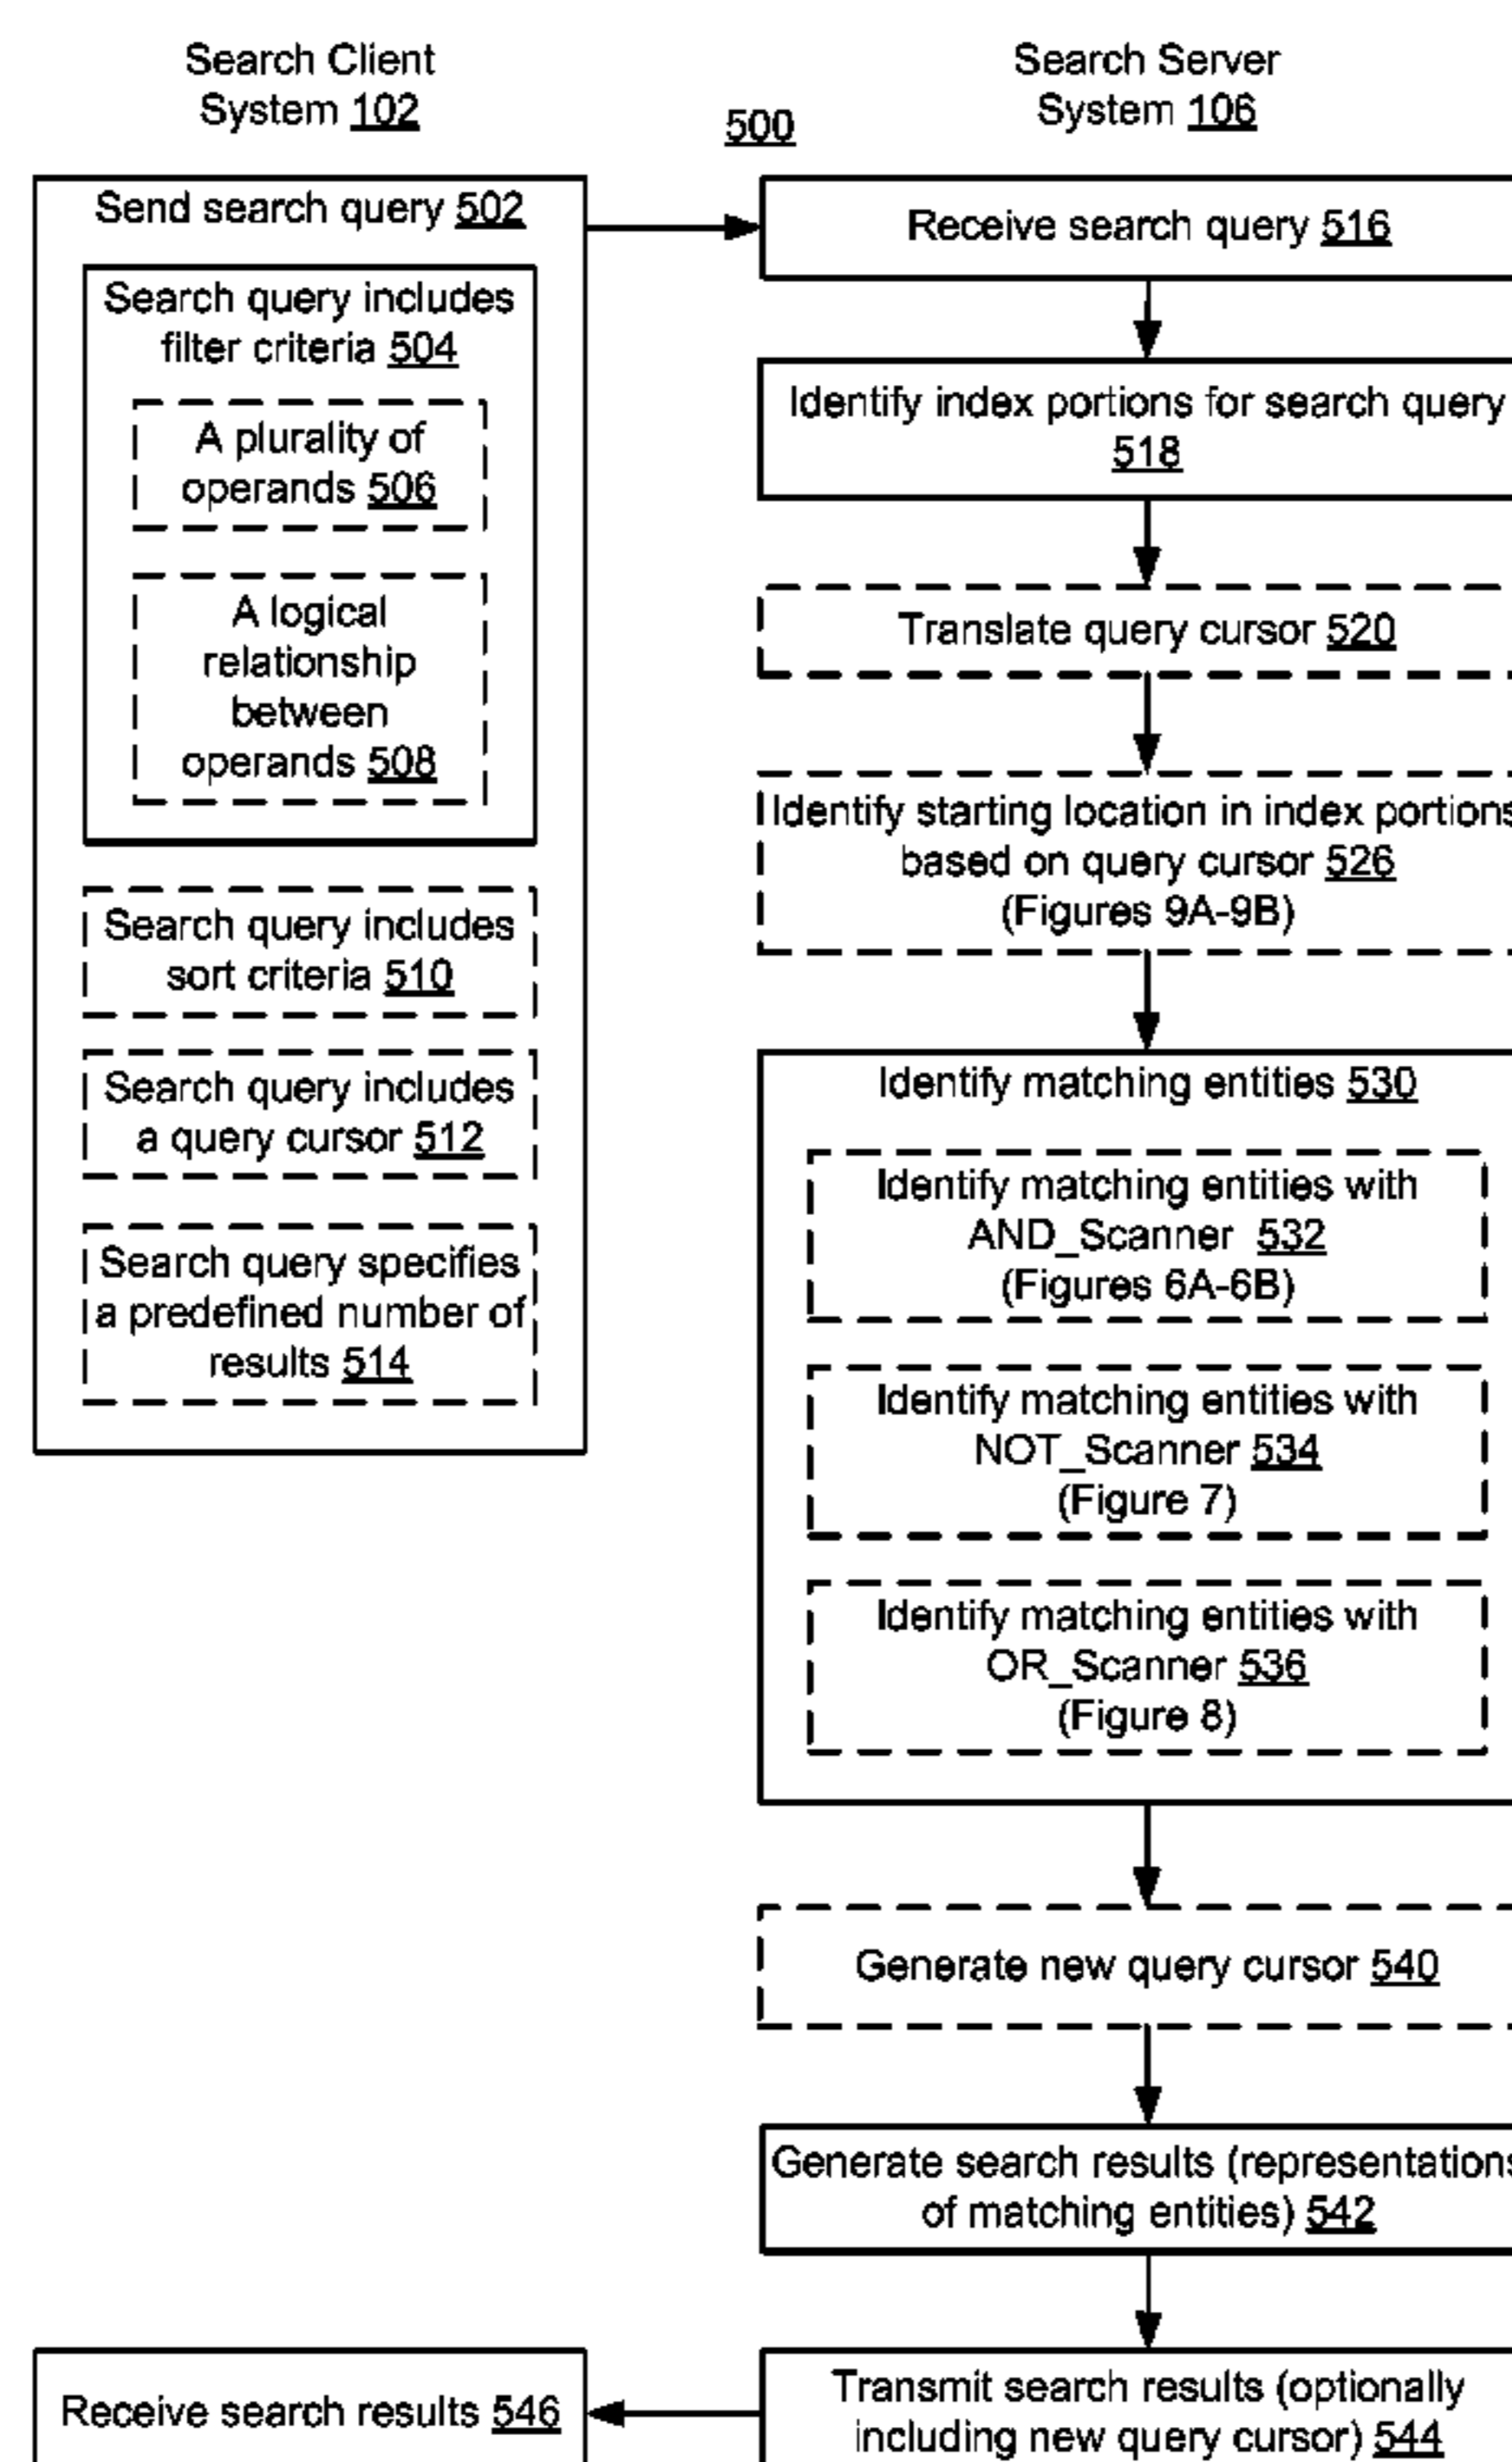 Search Client
System 102
500
Search Server
System 106
Send search query 502
Search query includes
filter criteria 504
A plurality of
operands 506
A logical
relationship
between
operands 508
Search query includes
sort criteria 510
Search query includes
a query cursor 512
Search query specifies
a predefined number of
results 514
Receive search query 516
Identify index portions for search query
518
Translate query cursor 520
Identify starting location in index portions
based on query cursor 526
(Figures 9A-9B)
Identify matching entities 530
Identify matching entities with
AND_Scanner 532
(Figures 6A-6B)
Identify matching entities with
NOT_Scanner 534
(Figure 7)
Identify matching entities with
OR_Scanner 536
(Figure 8)
Generate new query cursor 540
Generate search results (representations
of matching entities) 542
Transmit search results (optionally
including new query cursor) 544
Receive search results 546